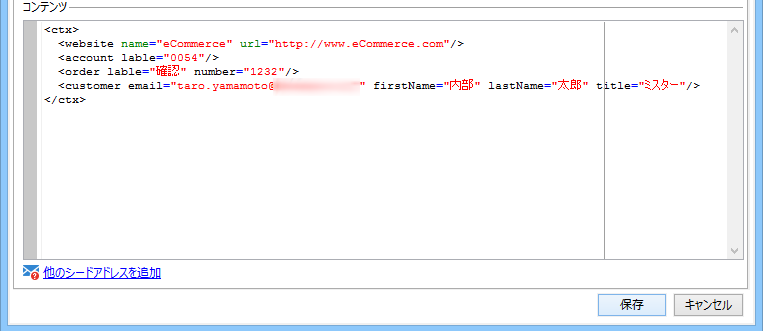 コンテンツ
<ctx>
<website name="eCommerce" url="http://www.eCommerce.com"/>
<account lable="0054"/>
<order lable="確認" number="1232"/>
<customer email="taro.yamamoto@" firstName="内部" lastName="太郎" title="ミスター"/>
</ctx>
他のシードアドレスを追加
保存
キャンセル